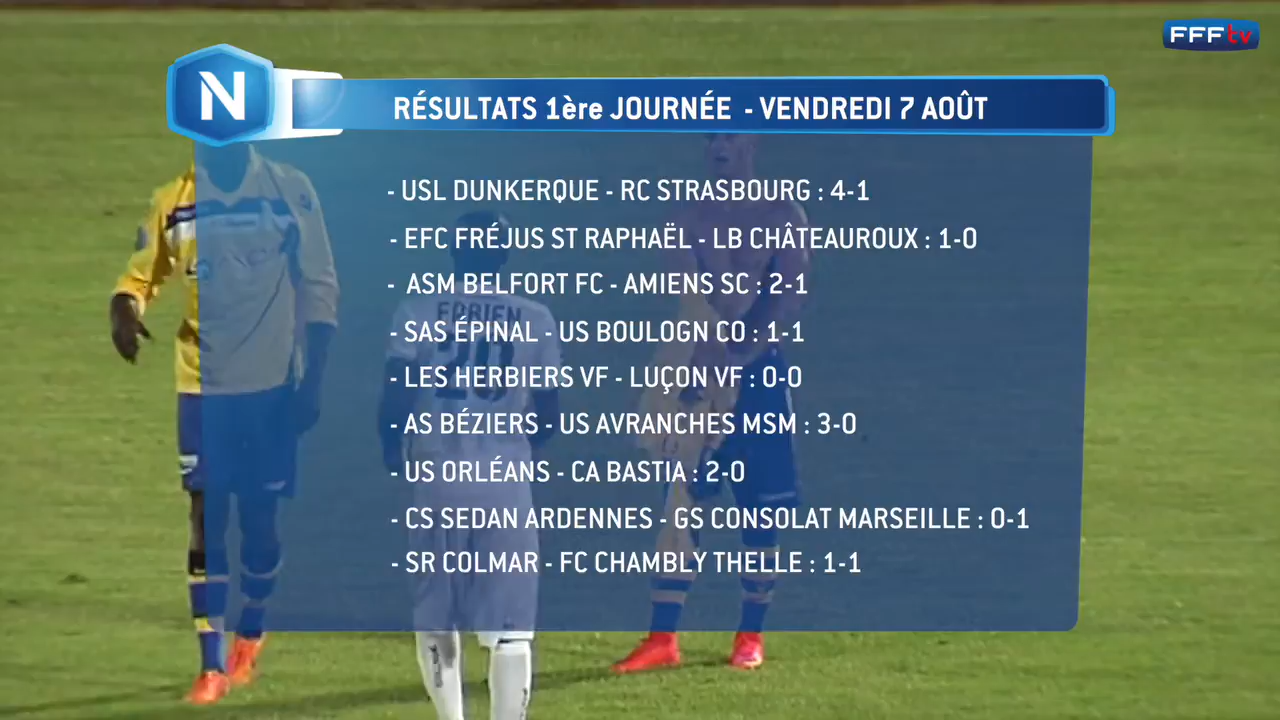 FFFtv
N
RÉSULTATS 1ère JOURNÉE - VENDREDI 7 AOÛT
- USL DUNKERQUE - RC STRASBOURG : 4-1
- EFC FRÉJUS ST RAPHAËL - LB CHÂTEAUROUX : 1-0
- ASM BELFORT FC - AMIENS SC : 2-1
- SAS ÉPINAL - US BOULOGN CO : 1-1
- LES HERBIERS VF - LUÇON VF : 0-0
- AS BÉZIERS - US AVRANCHES MSM : 3-0
- US ORLÉANS - CA BASTIA : 2-0
- CS SEDAN ARDENNES - GS CONSOLAT MARSEILLE : 0-1
- SR COLMAR - FC CHAMBLY THELLE : 1-1
20